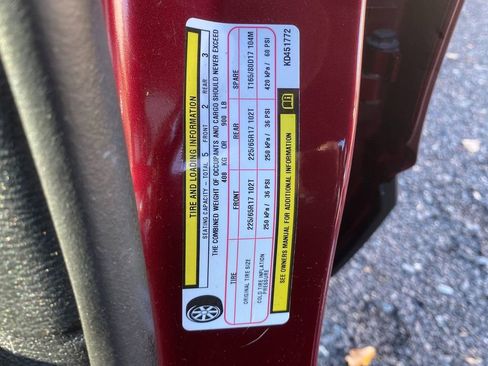 TIRE AND LOADING INFORMATION
SEATING CAPACITY - TOTAL 5 FRONT 2 REAR 3
THE COMBINED WEIGHT OF OCCUPANTS AND CARGO SHOULD NEVER EXCEED
408 KG OR 900 LB
TIRE FRONT REAR SPARE
ORIGINAL TIRE SIZE 225/65R17 102T 225/65R17 102T T165/80D17 104M
COLD TIRE INFLATION PRESSURE 250 kPa / 36 PSI 250 kPa / 36 PSI 420 kPa / 60 PSI
SEE OWNERS MANUAL FOR ADDITIONAL INFORMATION
KD451772